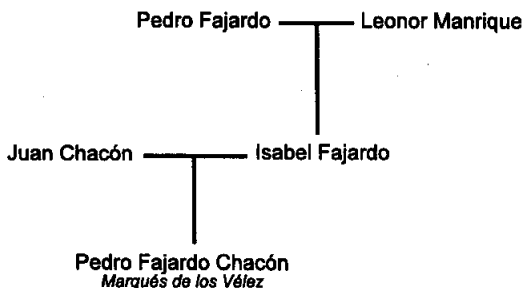 Pedro Fajardo Leonor Manrique
Juan Chacón Isabel Fajardo
Pedro Fajardo Chacón
Marqués de los Vélez